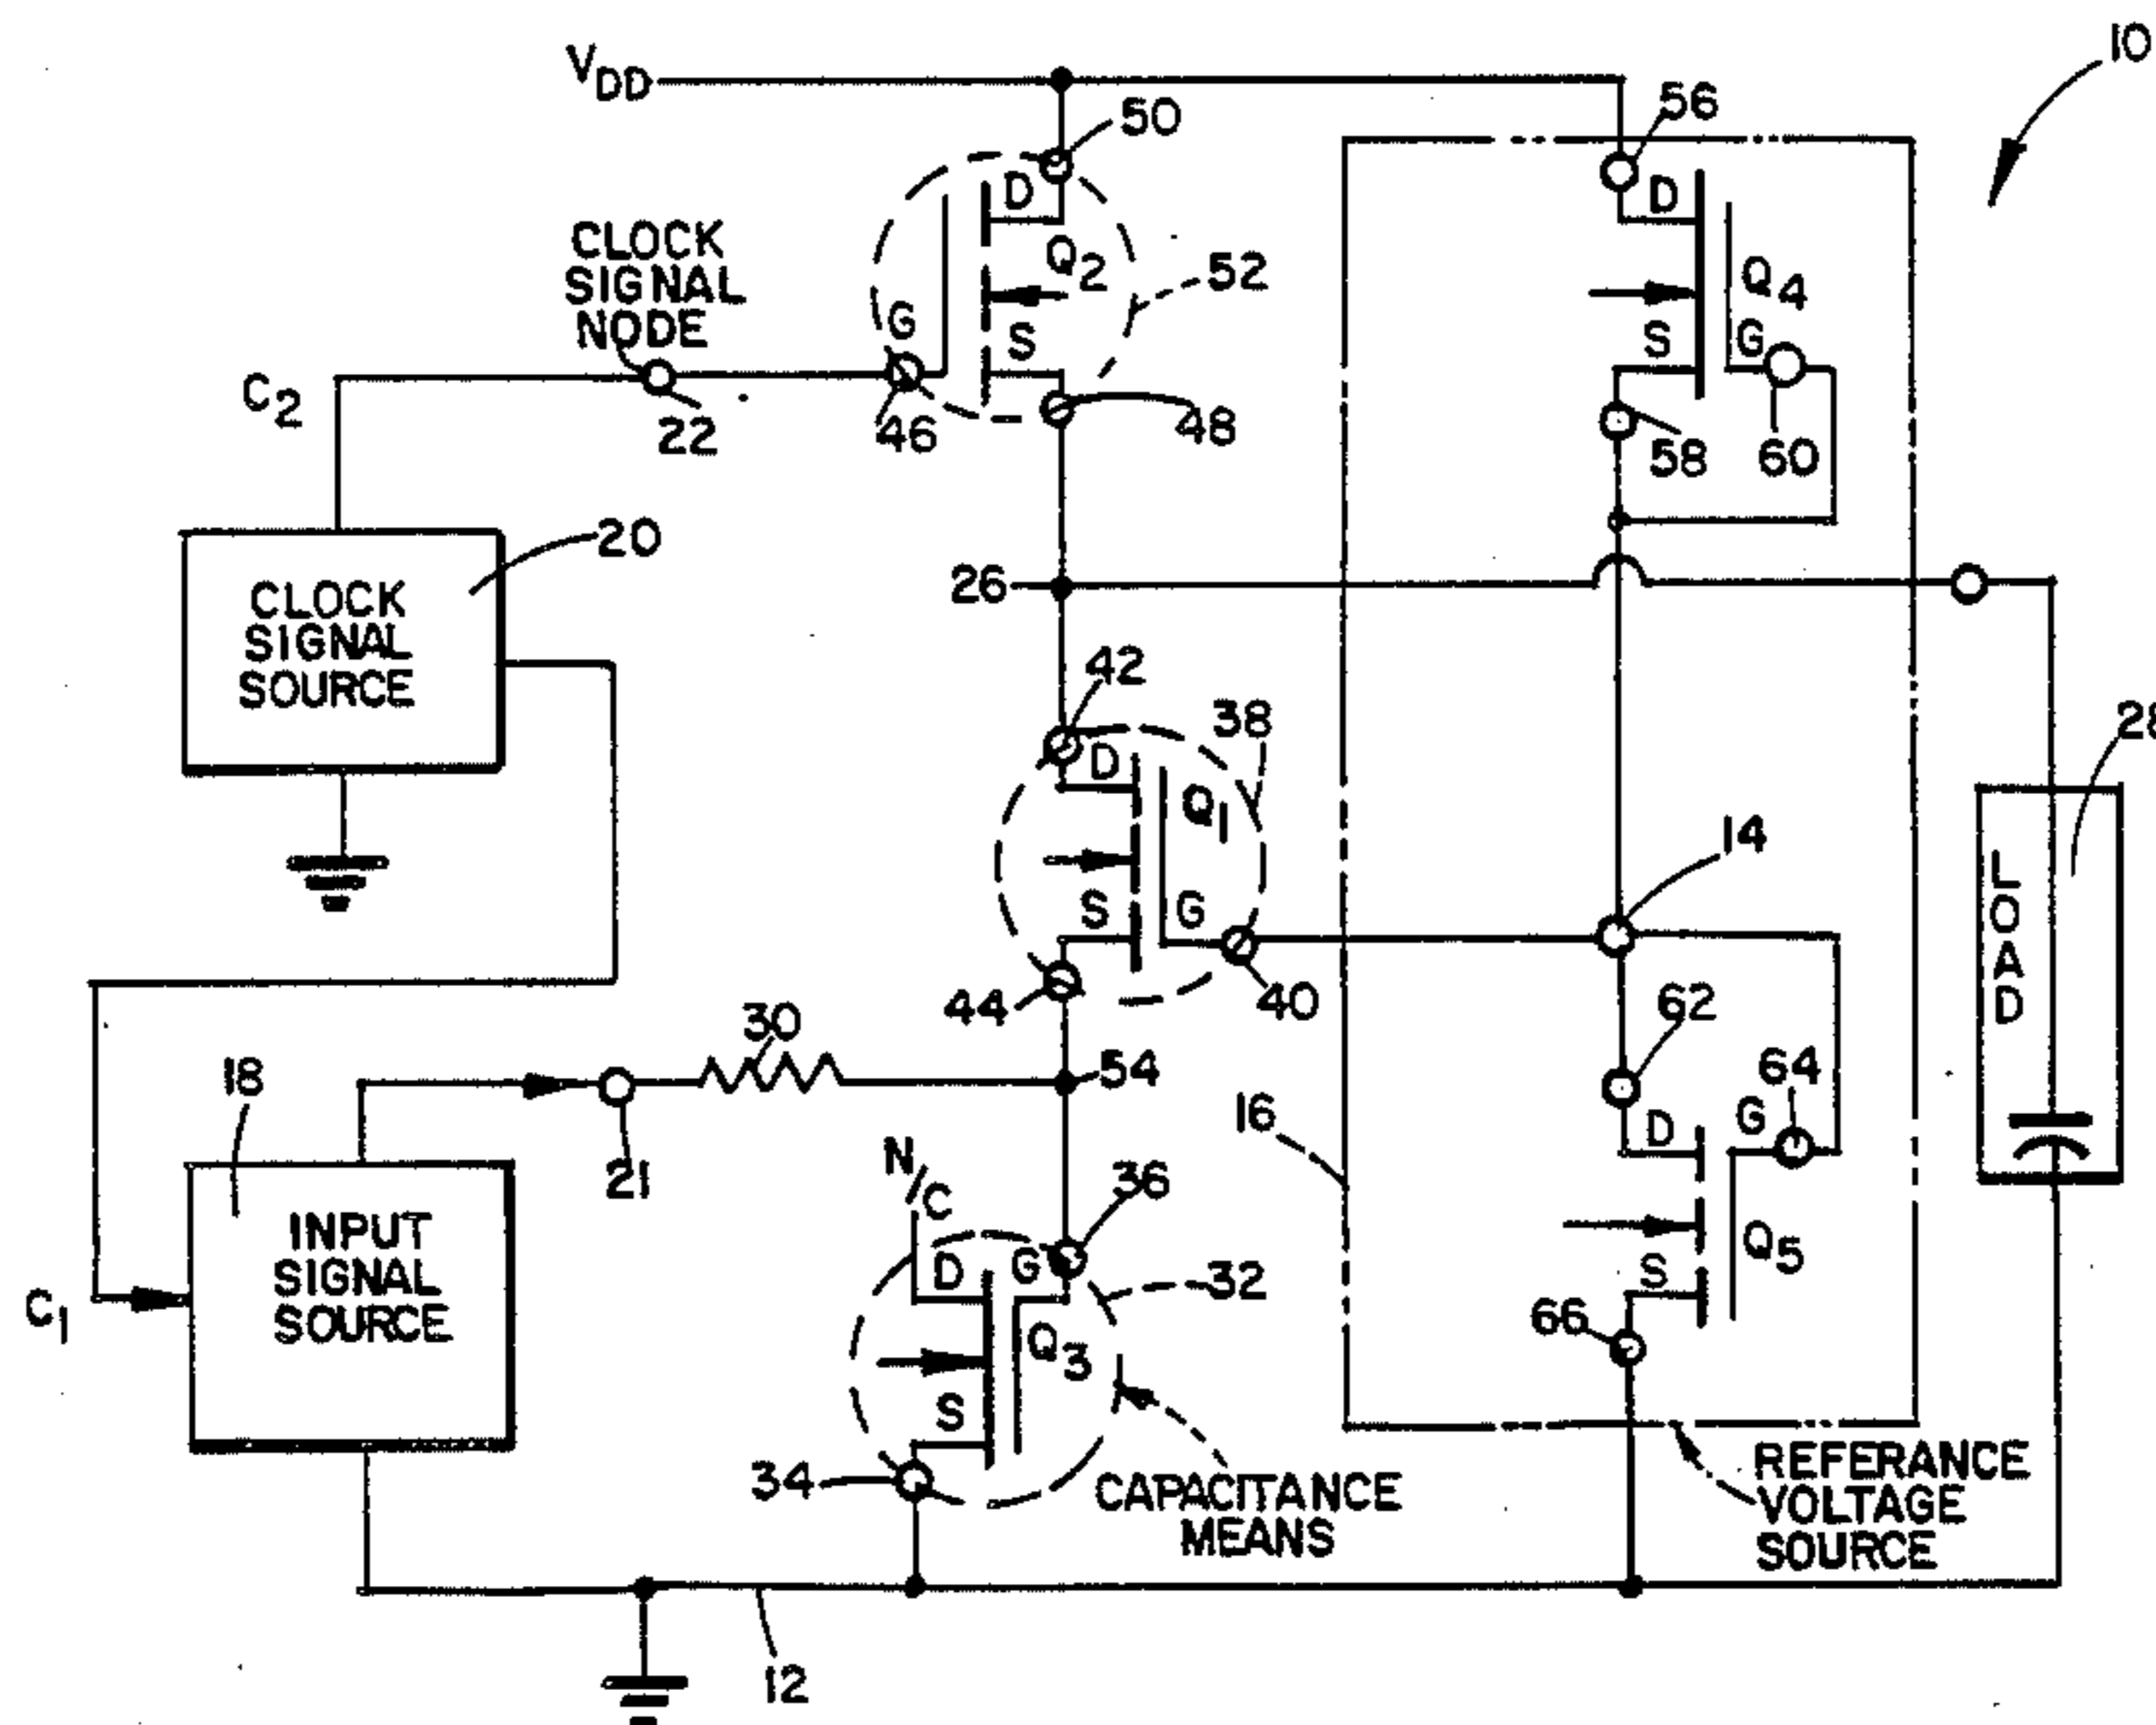 10
VDD
50
56
D
D
CLOCK
SIGNAL
NODE
Q2
52
Q4
G
S
S
G
C2
22
46
48
58
60
20
CLOCK
SIGNAL
SOURCE
26
42
38
28
D
Q1
14
LOAD
S
G
44
40
30
62
18
54
64
21
16
D
G
N/C
36
INPUT
SIGNAL
SOURCE
D
G
32
Q5
S
C1
Q3
66
S
34
CAPACITANCE
MEANS
REFERANCE
VOLTAGE
SOURCE
12